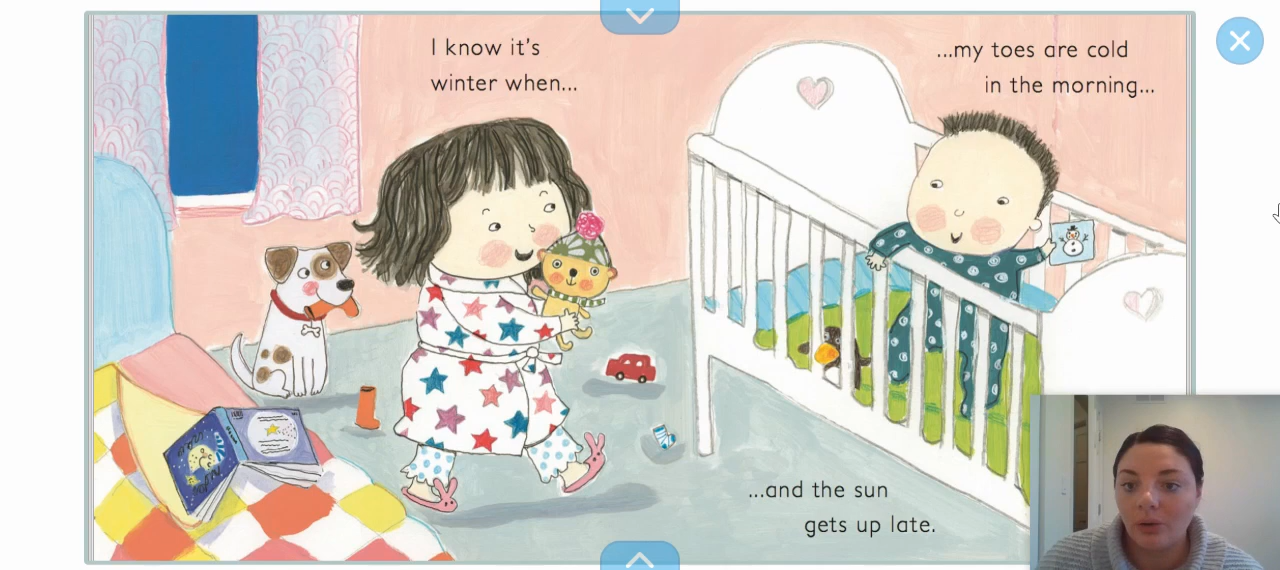 I know it's
winter when...
...my toes are cold
in the morning...
...and the sun
gets up late.